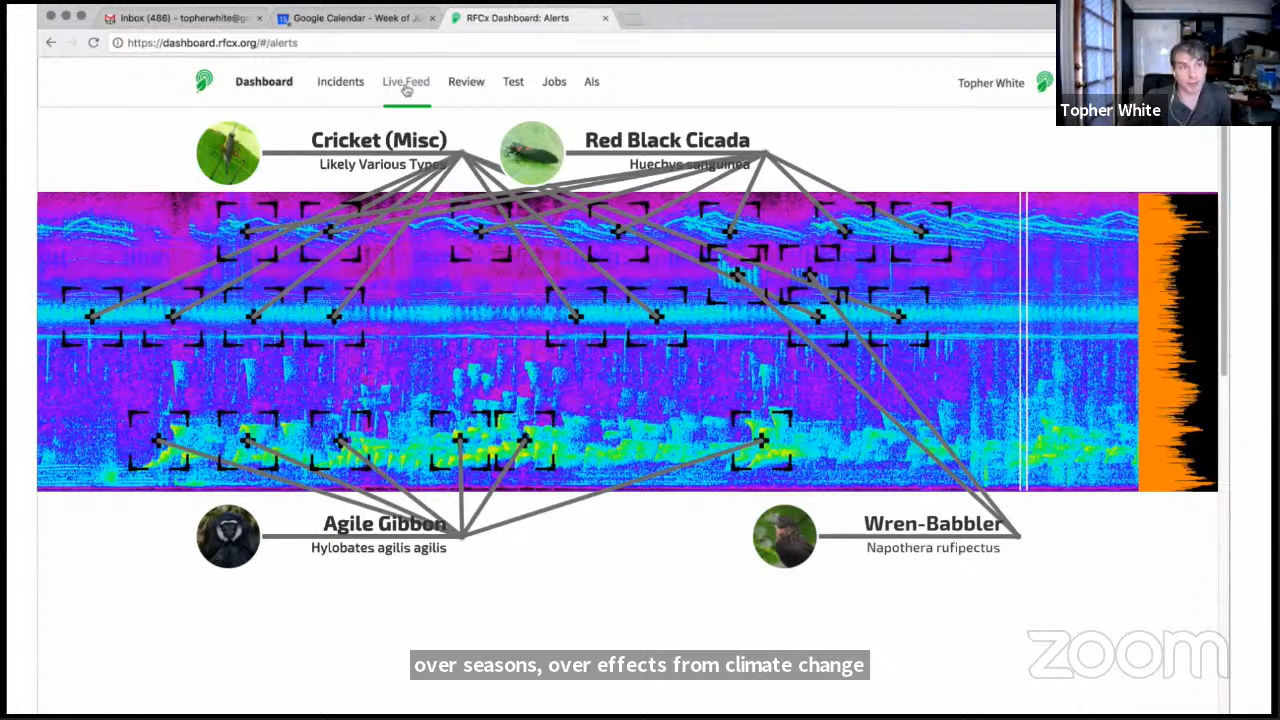 Inbox (486) - topherwhite@g
Google Calendar - Week of J
RFCx Dashboard: Alerts
https://dashboard.rfcx.org/#/alerts
Dashboard
Incidents
Live Feed
Review
Test
Jobs
AIs
Topher White
Topher White
Cricket (Misc)
Likely Various Types
Red Black Cicada
Huechys sanguinea
Agile Gibbon
Hylobates agilis agilis
Wren-Babbler
Napothera rufipectus
over seasons, over effects from climate change
zoom